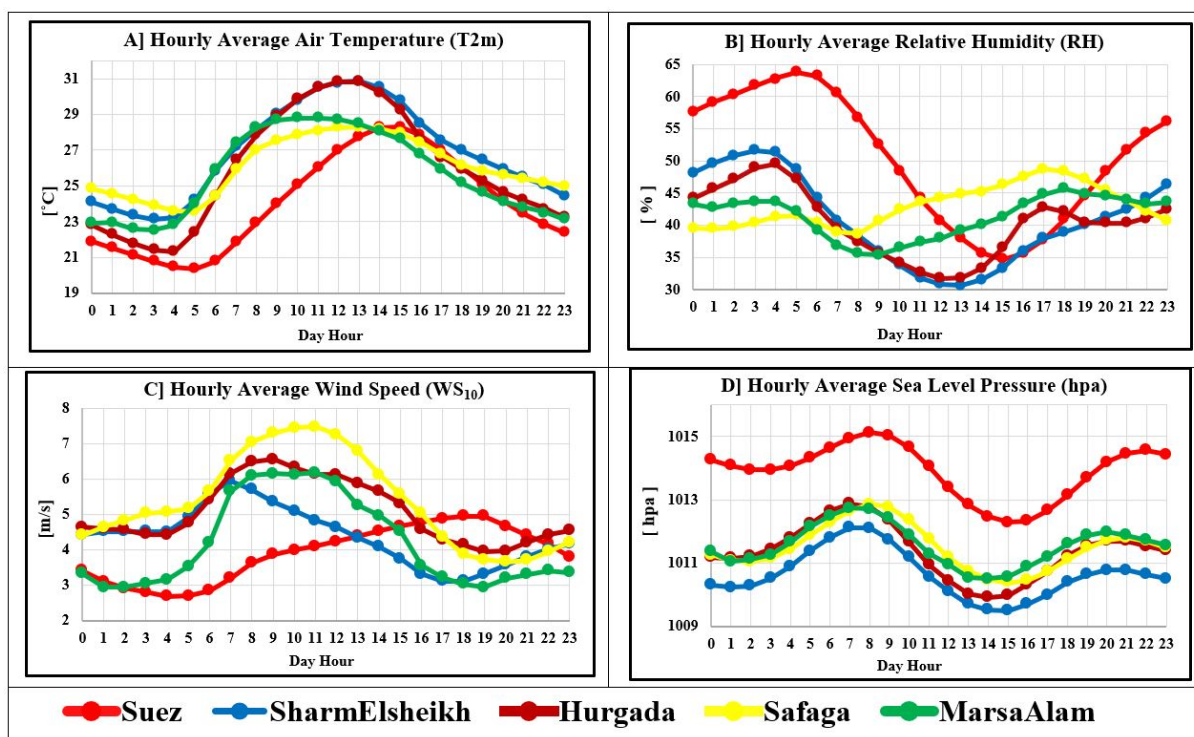 A] Hourly Average Air Temperature (T2m)
[˚C]
31
29
27
25
23
21
19
0 1 2 3 4 5 6 7 8 9 10 11 12 13 14 15 16 17 18 19 20 21 22 23
Day Hour
B] Hourly Average Relative Humidity (RH)
[ % ]
65
60
55
50
45
40
35
30
0 1 2 3 4 5 6 7 8 9 10 11 12 13 14 15 16 17 18 19 20 21 22 23
Day Hour
C] Hourly Average Wind Speed (WS₁₀)
[m/s]
8
7
6
5
4
3
2
0 1 2 3 4 5 6 7 8 9 10 11 12 13 14 15 16 17 18 19 20 21 22 23
Day Hour
D] Hourly Average Sea Level Pressure (hpa)
[ hpa]
1015
1013
1011
1009
0 1 2 3 4 5 6 7 8 9 10 11 12 13 14 15 16 17 18 19 20 21 22 23
Day Hour
Suez SharmElsheikh Hurgada Safaga MarsaAlam